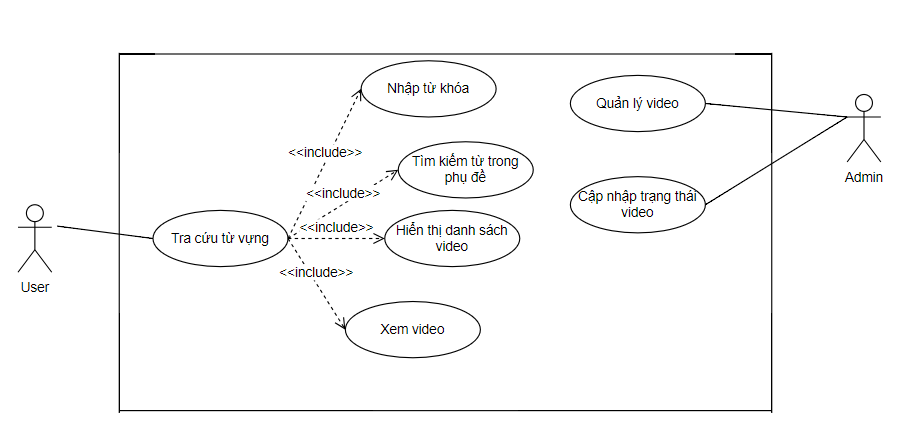 Nhập từ khóa
Quản lý video
<<include>>
Tìm kiếm từ trong
phụ đề
Admin
<<include>>
Cập nhập trạng thái
video
Tra cứu từ vựng
<<include>>
Hiển thị danh sách
video
<<include>>
User
Xem video